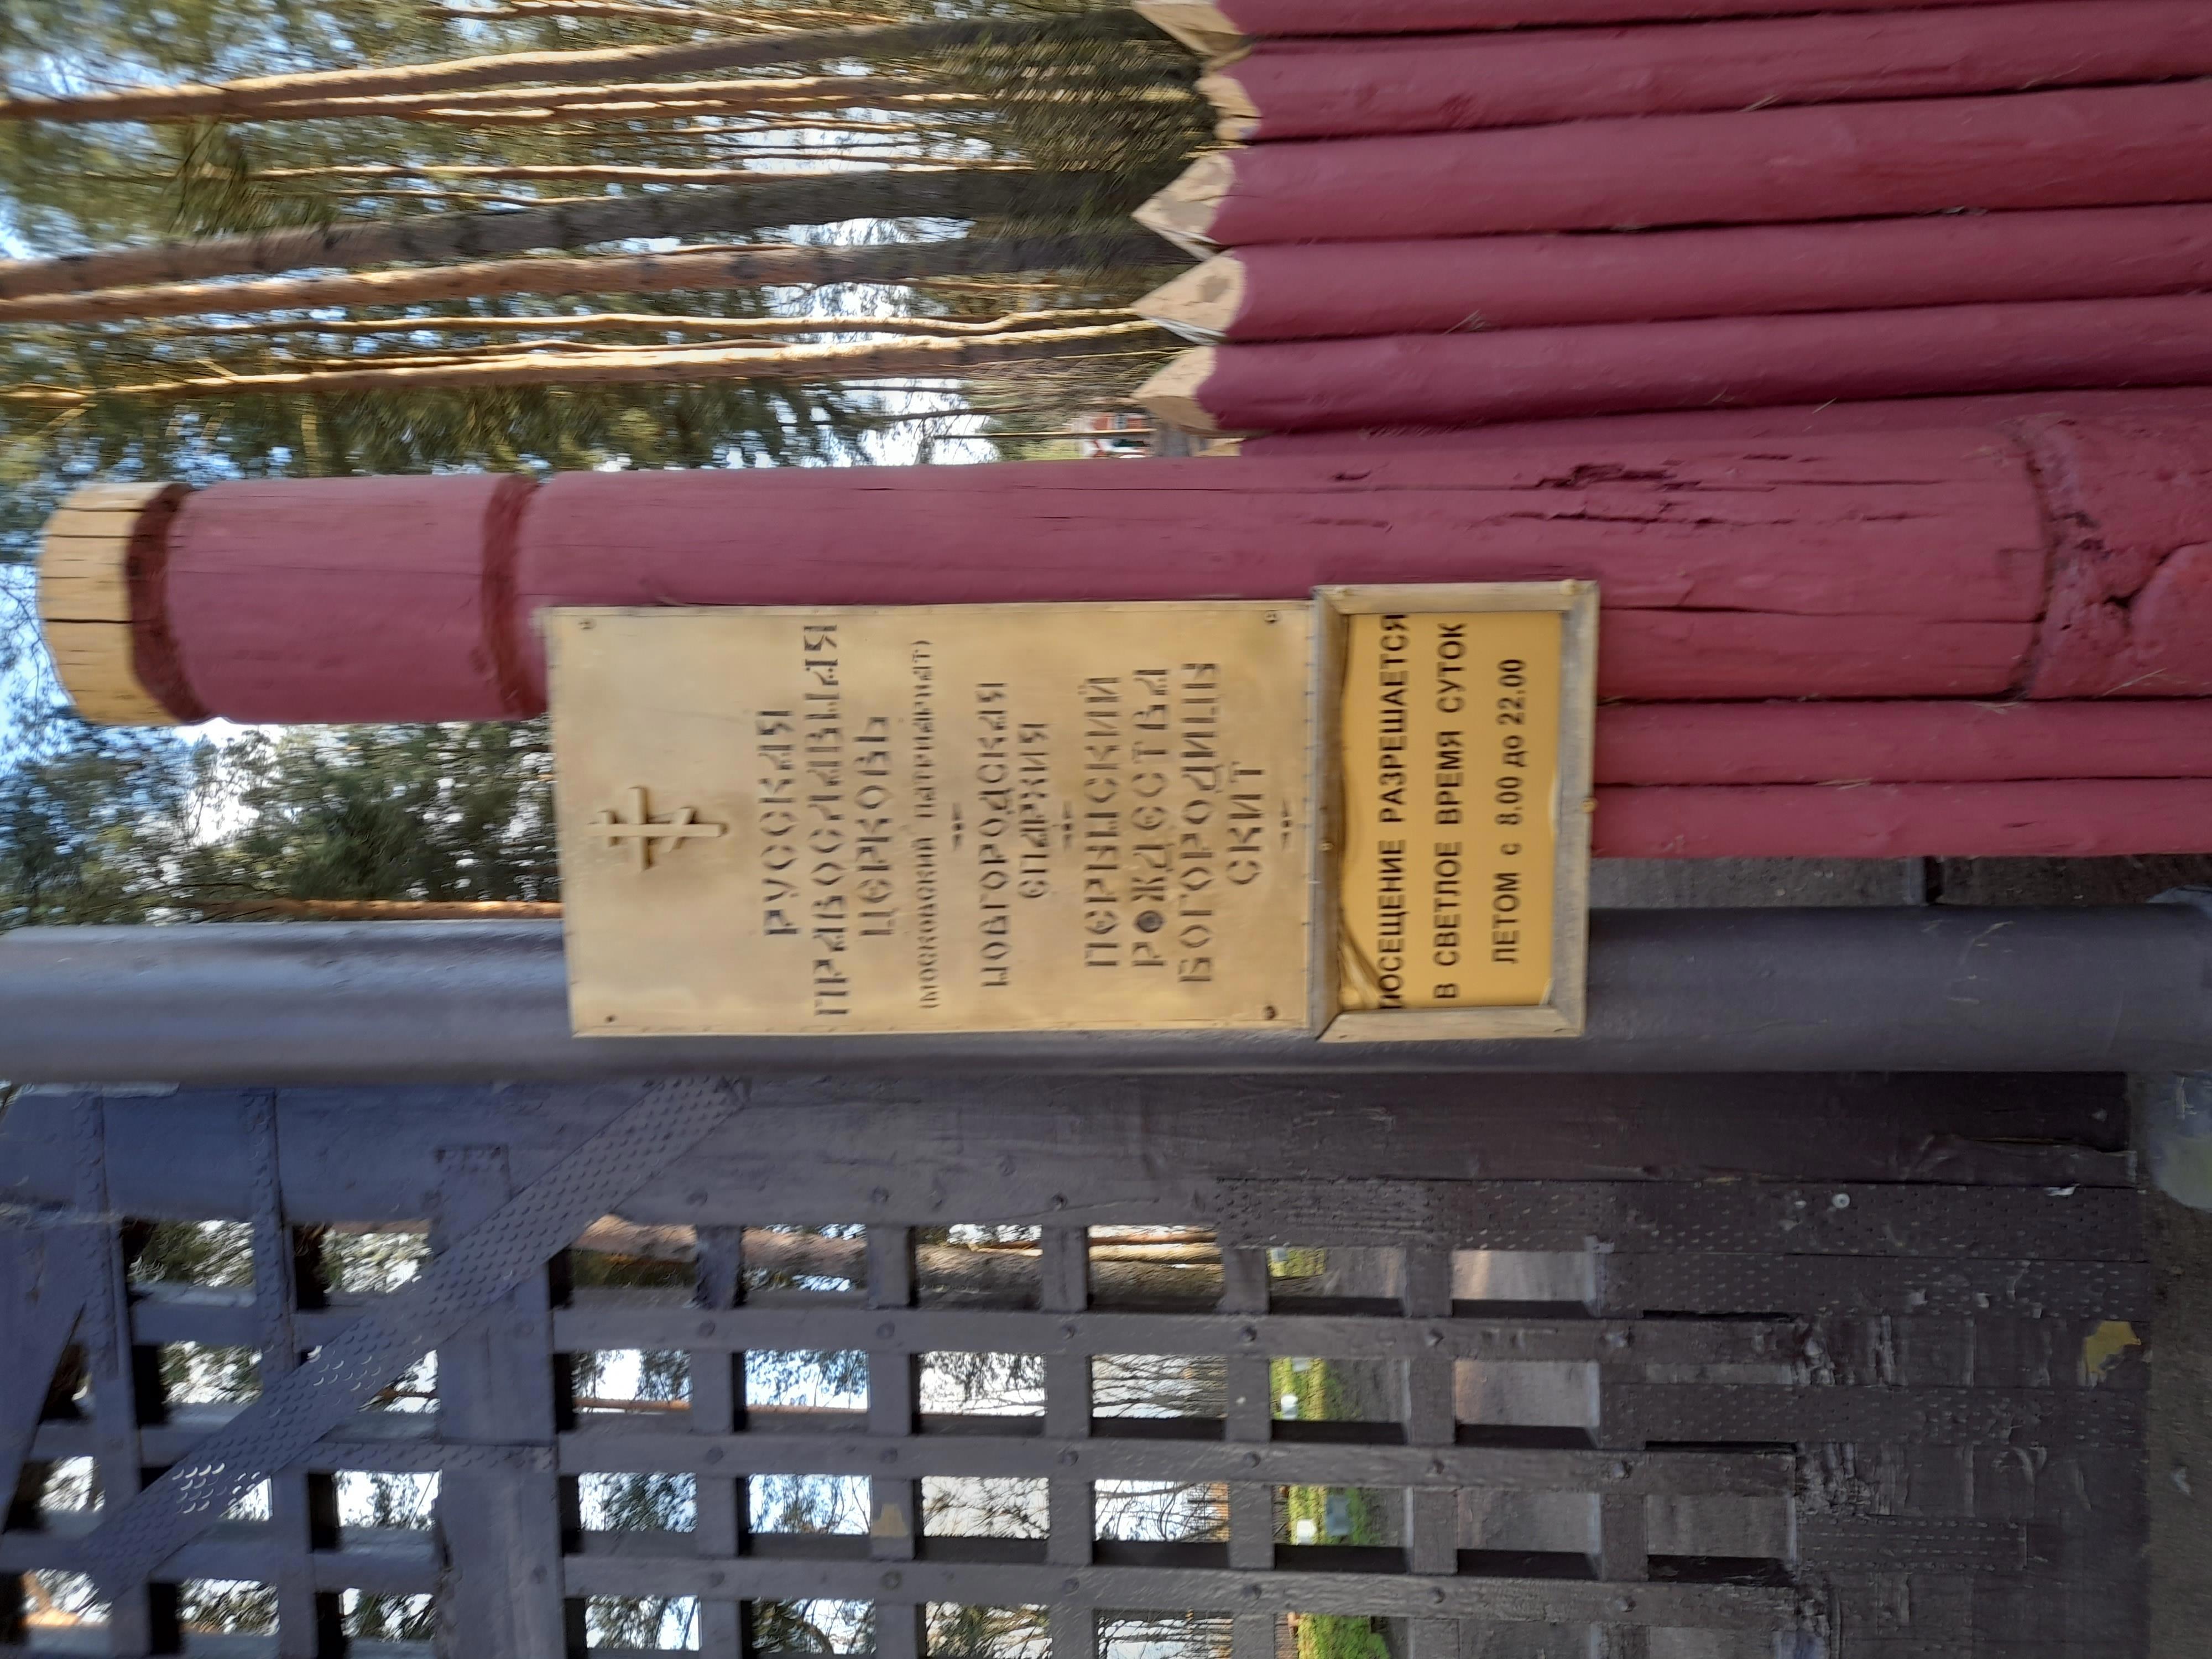 РУССКАЯ
ПРАВОСЛАВНАЯ
ЦЕРКОВЬ
(МОСКОВСКИЙ ПАТРИАРХАТ)
НОВГОРОДСКАЯ
ЕПАРХИЯ
ПЕРЫНСКИЙ
РОЖДЕСТВА
БОГОРОДИЦЫ
СКИТ
ПОСЕЩЕНИЕ РАЗРЕШАЕТСЯ
В СВЕТЛОЕ ВРЕМЯ СУТОК
ЛЕТОМ с 8.00 до 22.00